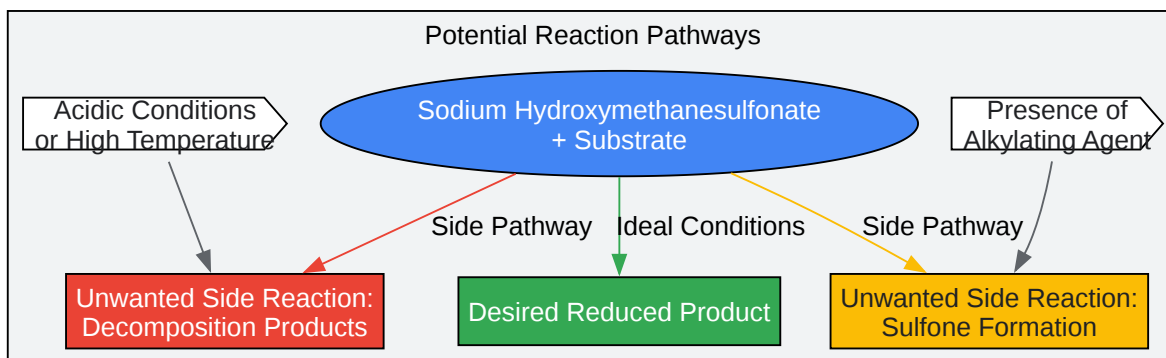 Potential Reaction Pathways
Acidic Conditions
or High Temperature
Sodium Hydroxymethanesulfonate
+ Substrate
Presence of
Alkylating Agent
Side Pathway
Ideal Conditions
Side Pathway
Unwanted Side Reaction:
Decomposition Products
Desired Reduced Product
Unwanted Side Reaction:
Sulfone Formation